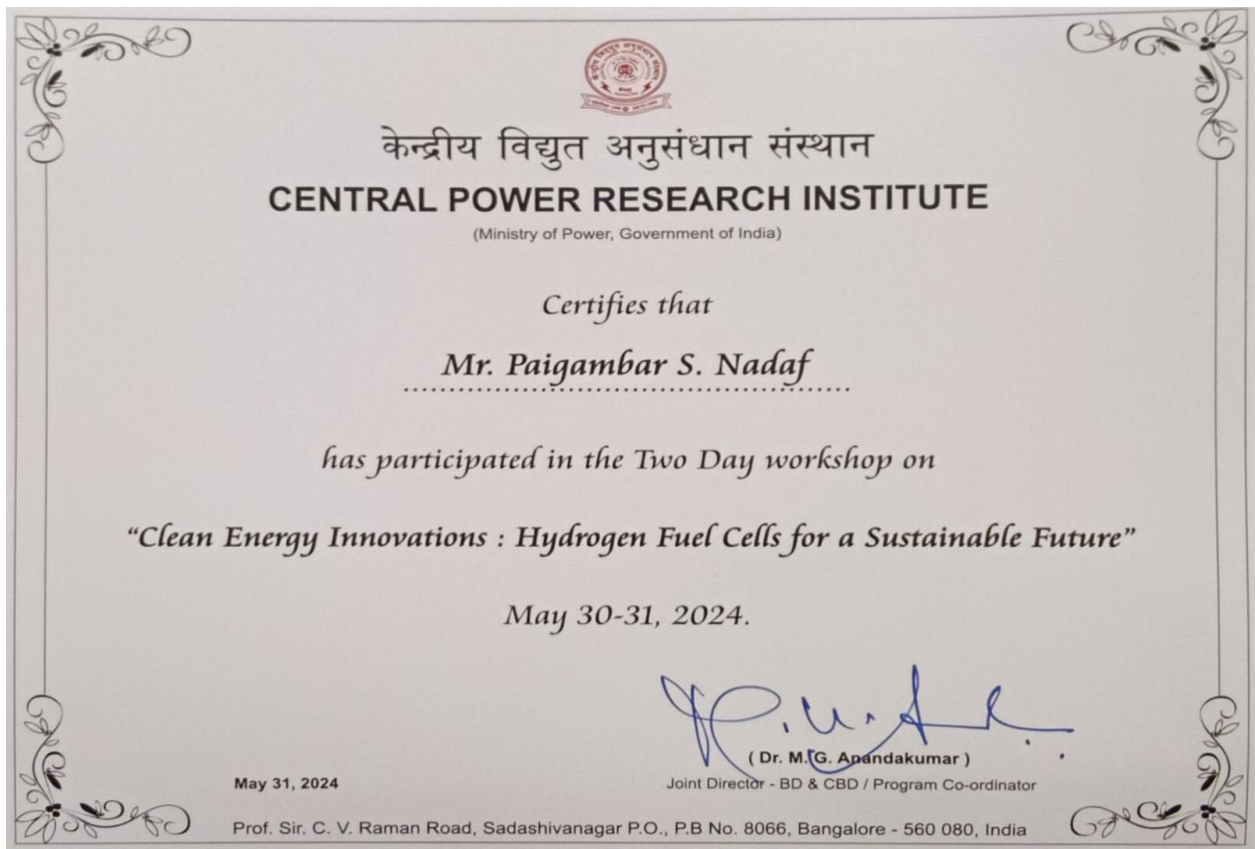 केन्द्रीय विद्युत अनुसंधान संस्थान
CENTRAL POWER RESEARCH INSTITUTE
(Ministry of Power, Government of India)
Certifies that
Mr. Paigambar S. Nadaf
has participated in the Two Day workshop on
“Clean Energy Innovations : Hydrogen Fuel Cells for a Sustainable Future”
May 30-31, 2024.
( Dr. M. G. Anandakumar )
May 31, 2024
Joint Director - BD & CBD / Program Co-ordinator
Prof. Sir. C. V. Raman Road, Sadashivanagar P.O., P.B No. 8066, Bangalore - 560 080, India